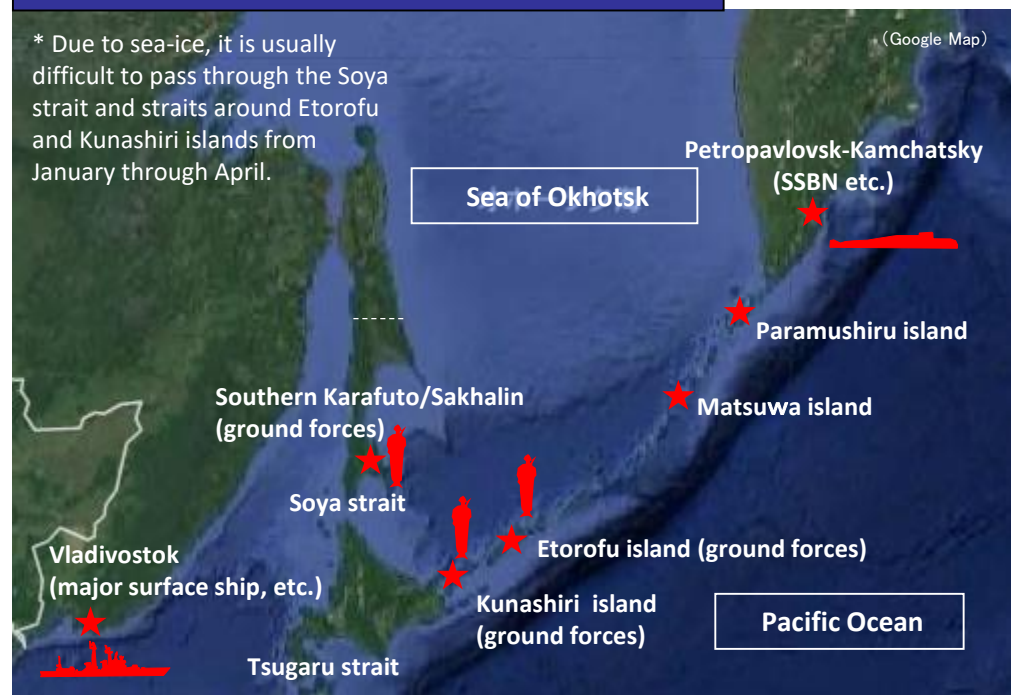 * Due to sea-ice, it is usually
difficult to pass through the Soya
strait and straits around Etorofu
and Kunashiri islands from
January through April.
(Google Map)
Petropavlovsk-Kamchatsky
(SSBN etc.)
Sea of Okhotsk
Paramushiru island
Matsuwa island
Southern Karafuto/Sakhalin
(ground forces)
Soya strait
Etorofu island (ground forces)
Vladivostok
(major surface ship, etc.)
Kunashiri island
(ground forces)
Pacific Ocean
Tsugaru strait